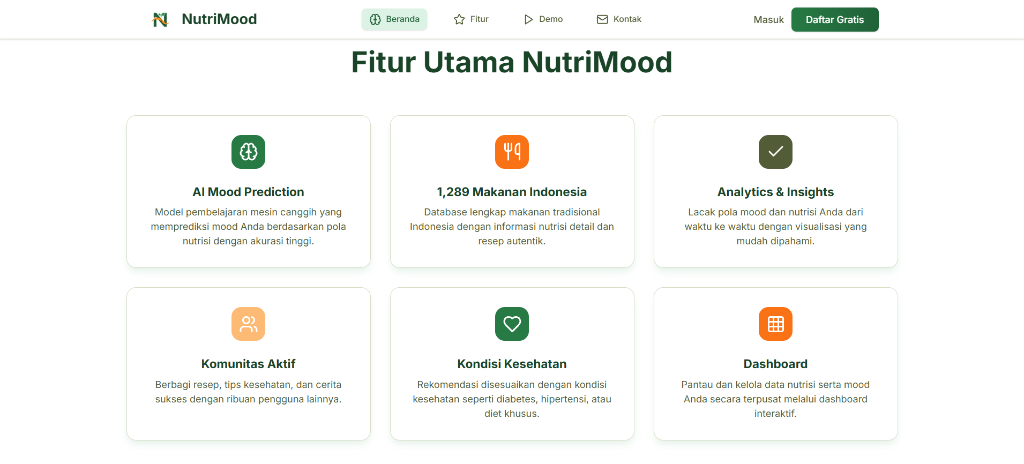 NutriMood
Beranda
Fitur
Demo
Kontak
Masuk
Daftar Gratis
Fitur Utama NutriMood
AI Mood Prediction
Model pembelajaran mesin canggih yang
memprediksi mood Anda berdasarkan pola
nutrisi dengan akurasi tinggi.
1,289 Makanan Indonesia
Database lengkap makanan tradisional
Indonesia dengan informasi nutrisi detail dan
resep autentik.
Analytics & Insights
Lacak pola mood dan nutrisi Anda dari
waktu ke waktu dengan visualisasi yang
mudah dipahami.
Komunitas Aktif
Berbagi resep, tips kesehatan, dan cerita
sukses dengan ribuan pengguna lainnya.
Kondisi Kesehatan
Rekomendasi disesuaikan dengan kondisi
kesehatan seperti diabetes, hipertensi, atau
diet khusus.
Dashboard
Pantau dan kelola data nutrisi serta mood
Anda secara terpusat melalui dashboard
interaktif.